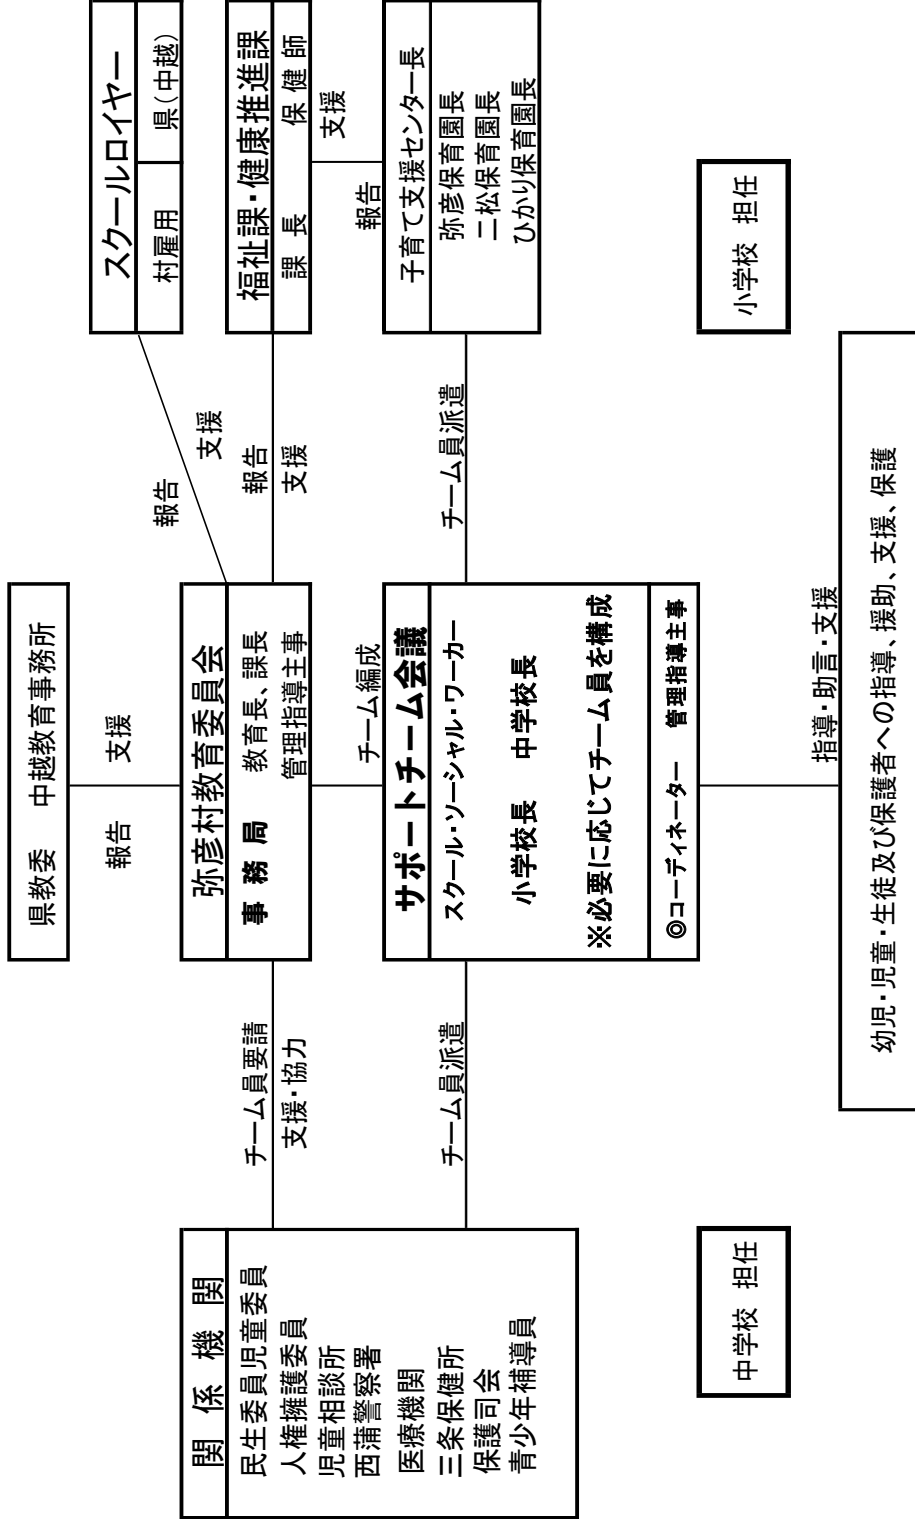 県教委　中越教育事務所
報告　支援
弥彦村教育委員会
事 務 局　教育長、課長
管理指導主事
報告
支援
スクールロイヤー
村雇用　県（中越）
報告
支援
福祉課・健康推進課
課 長　保 健 師
報告
支援
子育て支援センター長
弥彦保育園長
二松保育園長
ひかり保育園長
チーム編成
サポートチーム会議
スクール・ソーシャル・ワーカー
小学校長　中学校長
※必要に応じてチーム員を構成
◎コーディネーター　管理指導主事
チーム員派遣
チーム員要請
支援・協力
チーム員派遣
関 係 機 関
民生委員児童委員
人権擁護委員
児童相談所
西蒲警察署
医療機関
三条保健所
保護司会
青少年補導員
中学校　担任
小学校　担任
指導・助言・支援
幼児・児童・生徒及び保護者への指導、援助、支援、保護